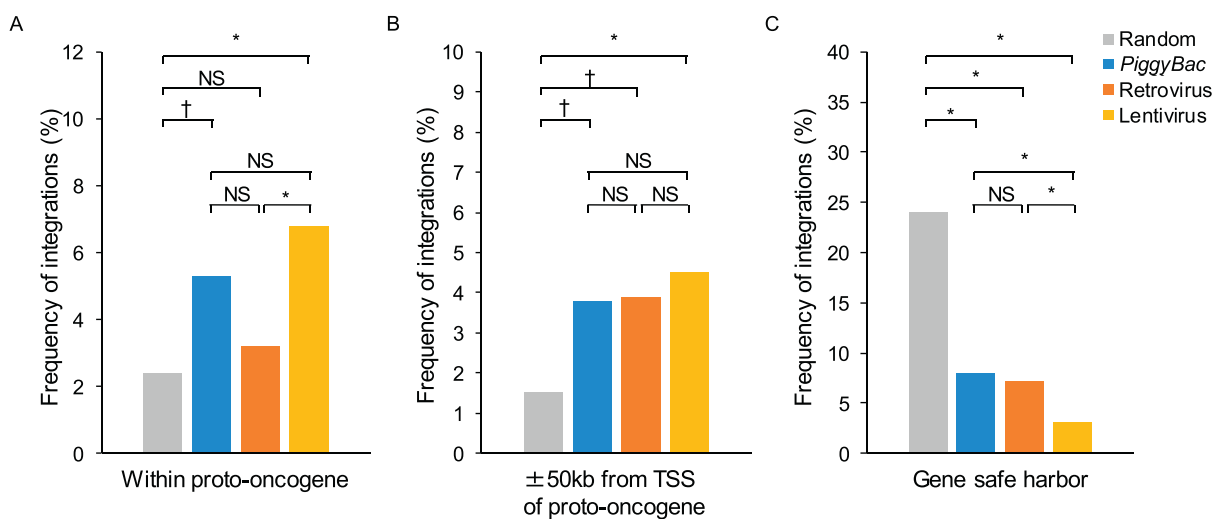 A
Frequency of integrations (%)
12
10
8
6
4
2
0
*
NS
†
NS
NS
*
Within proto-oncogene
B
Frequency of integrations (%)
10
9
8
7
6
5
4
3
2
1
0
*
†
†
NS
NS
NS
±50kb from TSS
of proto-oncogene
C
Frequency of integrations (%)
40
35
30
25
20
15
10
5
0
*
*
*
*
NS
*
Gene safe harbor
Random
PiggyBac
Retrovirus
Lentivirus